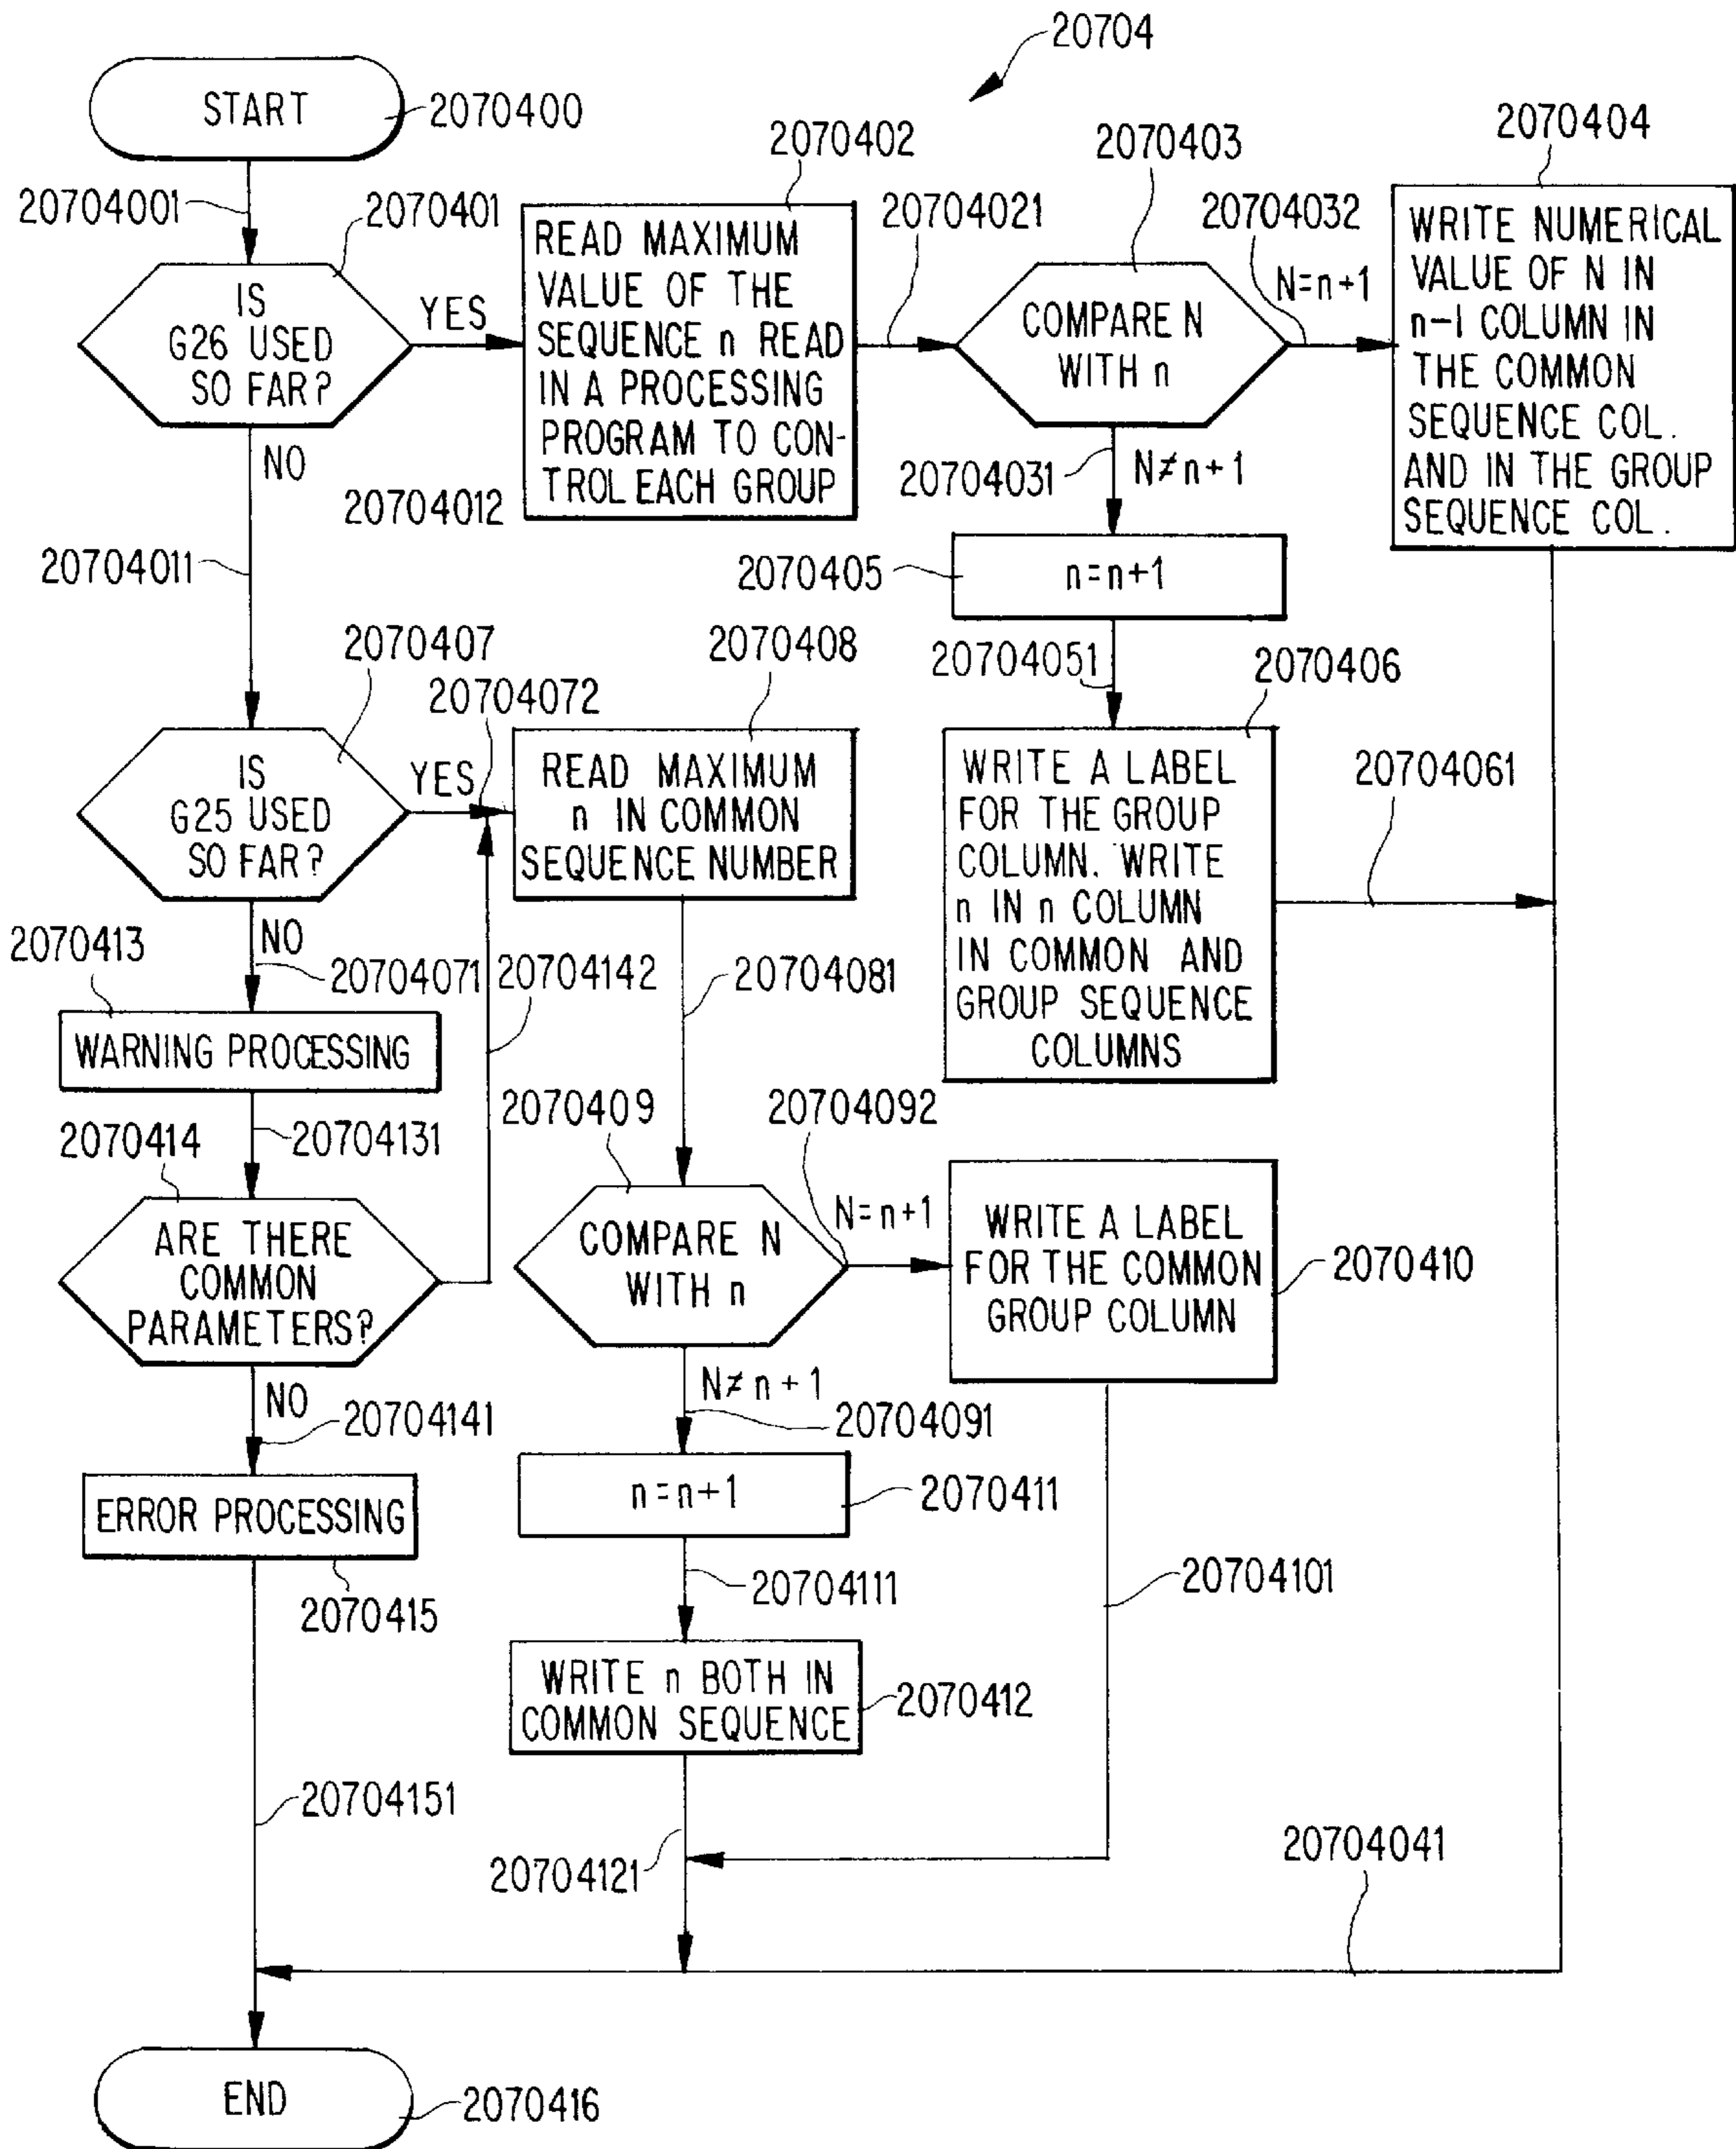 20704
START
2070400
20704001
2070401
IS
G26 USED
SO FAR?
YES
NO
2070402
READ MAXIMUM
VALUE OF THE
SEQUENCE n READ
IN A PROCESSING
PROGRAM TO CON-
TROL EACH GROUP
20704012
20704021
2070403
COMPARE N
WITH n
20704032
N=n+1
2070404
WRITE NUMERICAL
VALUE OF N IN
n-1 COLUMN IN
THE COMMON
SEQUENCE COL.
AND IN THE GROUP
SEQUENCE COL.
20704031
N≠n+1
20704011
2070405
n=n+1
20704051
2070406
WRITE A LABEL
FOR THE GROUP
COLUMN. WRITE
n IN n COLUMN
IN COMMON AND
GROUP SEQUENCE
COLUMNS
20704061
2070407
IS
G25 USED
SO FAR?
YES
20704072
2070408
READ MAXIMUM
n IN COMMON
SEQUENCE NUMBER
NO
20704071
2070413
WARNING PROCESSING
20704142
20704081
20704131
2070414
ARE THERE
COMMON
PARAMETERS?
2070409
COMPARE N
WITH n
20704092
N=n+1
WRITE A LABEL
FOR THE COMMON
GROUP COLUMN
2070410
NO
20704141
N≠n+1
20704091
ERROR PROCESSING
2070415
n=n+1
2070411
20704111
20704101
WRITE n BOTH IN
COMMON SEQUENCE
2070412
20704151
20704121
20704041
END
2070416